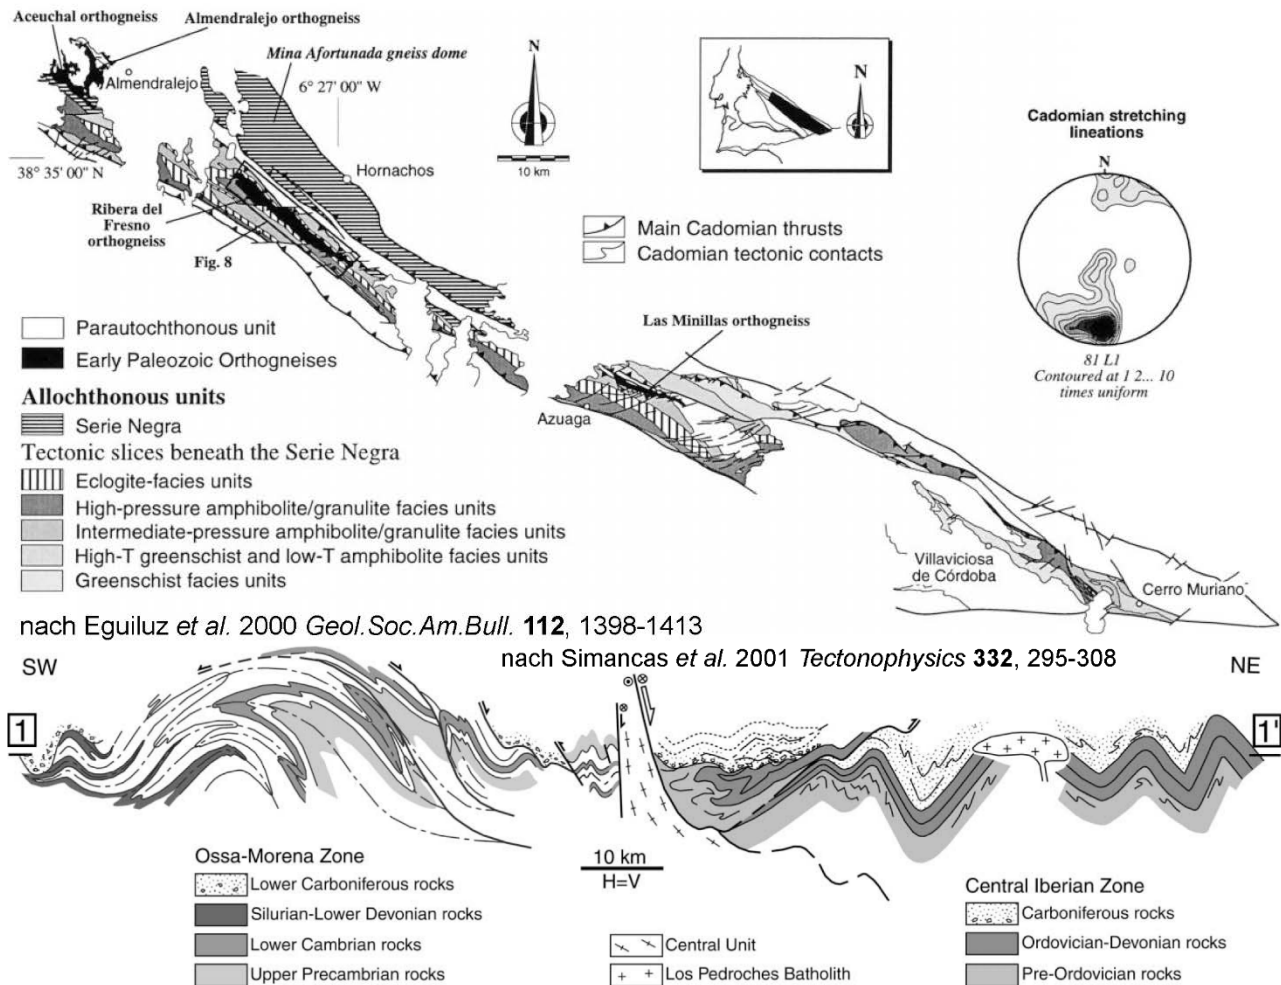 Aceuchal orthogneiss
Almendralejo orthogneiss
Mina Afortunada gneiss dome
Almendralejo
6° 27' 00" W
N
10 km
N
Cadomian stretching
lineations
N
38° 35' 00" N
Hornachos
Ribera del
Fresno
orthogneiss
Fig. 8
Main Cadomian thrusts
Cadomian tectonic contacts
Las Minillas orthogneiss
81 L1
Contoured at 1 2... 10
times uniform
Parautochthonous unit
Early Paleozoic Orthogneises
Allochthonous units
Serie Negra
Tectonic slices beneath the Serie Negra
Eclogite-facies units
High-pressure amphibolite/granulite facies units
Intermediate-pressure amphibolite/granulite facies units
High-T greenschist and low-T amphibolite facies units
Greenschist facies units
Azuaga
Villaviciosa
de Córdoba
Cerro Muriano
nach Eguiluz et al. 2000 Geol.Soc.Am.Bull. 112, 1398-1413
nach Simancas et al. 2001 Tectonophysics 332, 295-308
SW
NE
1
1'
10 km
H=V
Ossa-Morena Zone
Lower Carboniferous rocks
Silurian-Lower Devonian rocks
Lower Cambrian rocks
Upper Precambrian rocks
Central Unit
Los Pedroches Batholith
Central Iberian Zone
Carboniferous rocks
Ordovician-Devonian rocks
Pre-Ordovician rocks